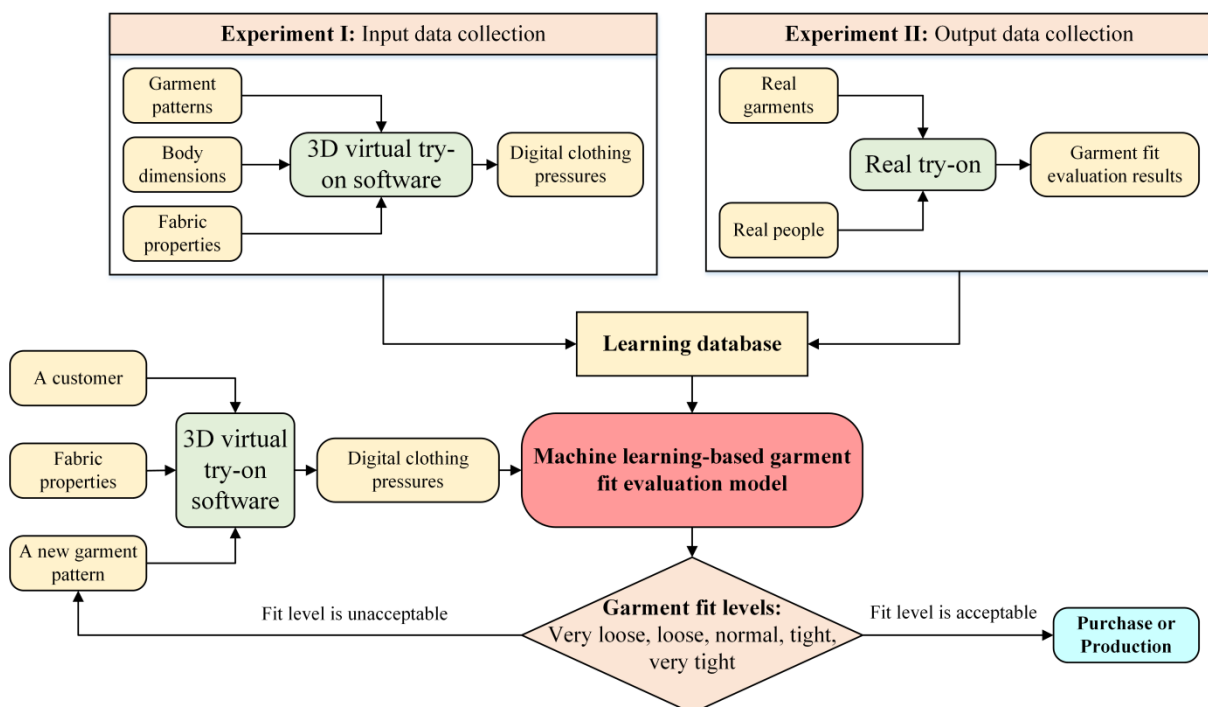 Experiment I: Input data collection
Garment
patterns
Body
dimensions
Fabric
properties
3D virtual try-
on software
Digital clothing
pressures
Experiment II: Output data collection
Real
garments
Real people
Real try-on
Garment fit
evaluation results
Learning database
A customer
Fabric
properties
A new garment
pattern
3D virtual
try-on
software
Digital clothing
pressures
Machine learning-based garment
fit evaluation model
Fit level is unacceptable
Garment fit levels:
Very loose, loose, normal, tight,
very tight
Fit level is acceptable
Purchase or
Production